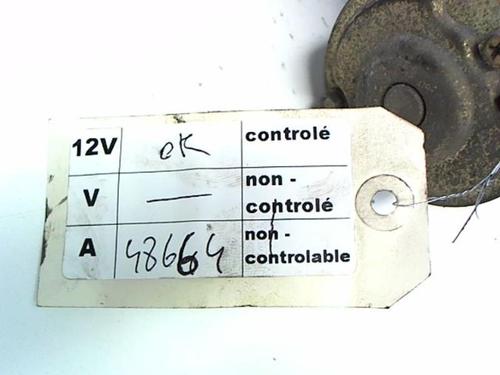 12V ok controlé
V — non -
controlé
A 48664 non -
controlable